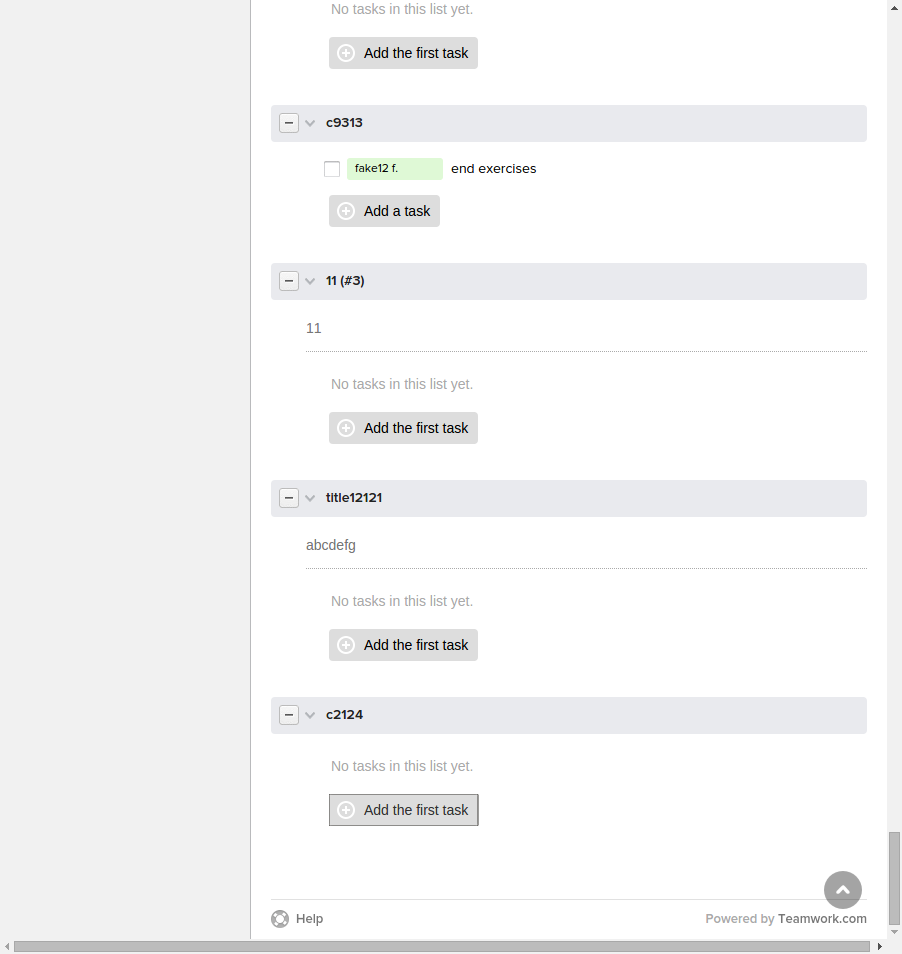 No tasks in this list yet.
Add the first task
c9313
fake12 f. end exercises
Add a task
11 (#3)
11
No tasks in this list yet.
Add the first task
title12121
abcdefg
No tasks in this list yet.
Add the first task
c2124
No tasks in this list yet.
Add the first task
Help Powered by Teamwork.com